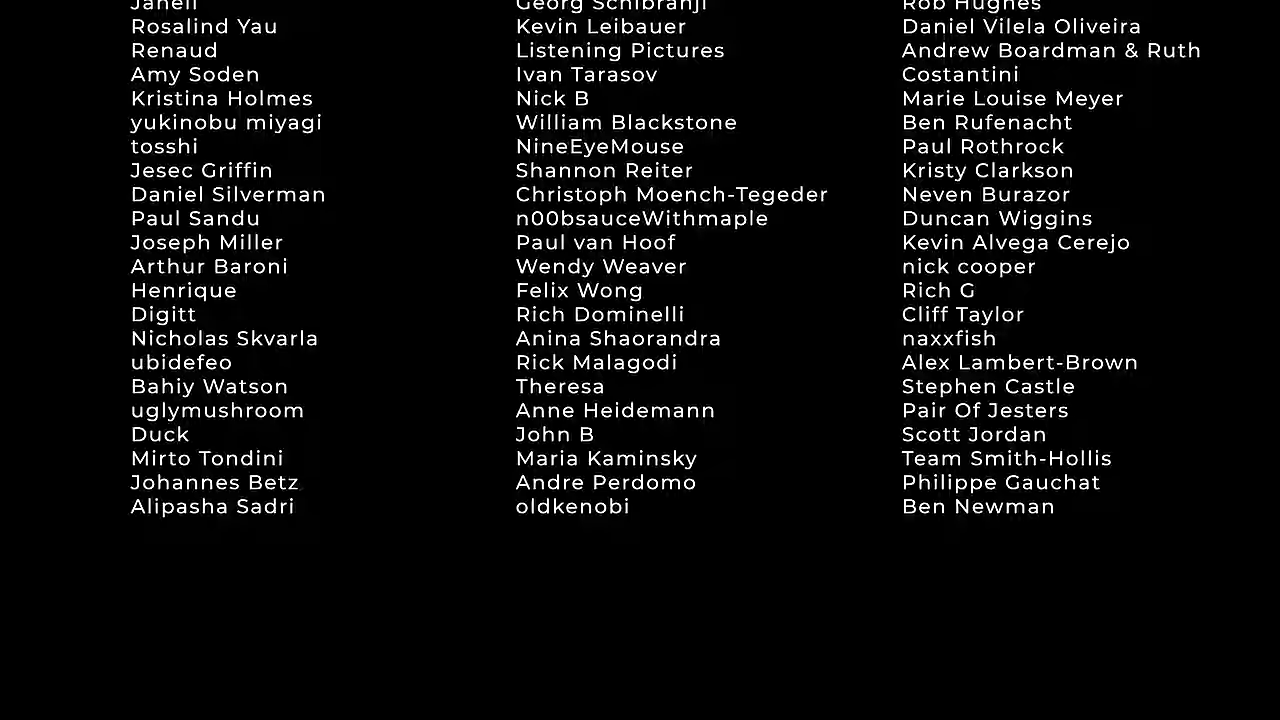 Janell
Rosalind Yau
Renaud
Amy Soden
Kristina Holmes
yukinobu miyagi
tosshi
Jesec Griffin
Daniel Silverman
Paul Sandu
Joseph Miller
Arthur Baroni
Henrique
Digitt
Nicholas Skvarla
ubidefeo
Bahiy Watson
uglymushroom
Duck
Mirto Tondini
Johannes Betz
Alipasha Sadri
Georg Schibranji
Kevin Leibauer
Listening Pictures
Ivan Tarasov
Nick B
William Blackstone
NineEyeMouse
Shannon Reiter
Christoph Moench-Tegeder
n00bsauceWithmaple
Paul van Hoof
Wendy Weaver
Felix Wong
Rich Dominelli
Anina Shaorandra
Rick Malagodi
Theresa
Anne Heidemann
John B
Maria Kaminsky
Andre Perdomo
oldkenobi
Rob Hughes
Daniel Vilela Oliveira
Andrew Boardman & Ruth
Costantini
Marie Louise Meyer
Ben Rufenacht
Paul Rothrock
Kristy Clarkson
Neven Burazor
Duncan Wiggins
Kevin Alvega Cerejo
nick cooper
Rich G
Cliff Taylor
naxxfish
Alex Lambert-Brown
Stephen Castle
Pair Of Jesters
Scott Jordan
Team Smith-Hollis
Philippe Gauchat
Ben Newman